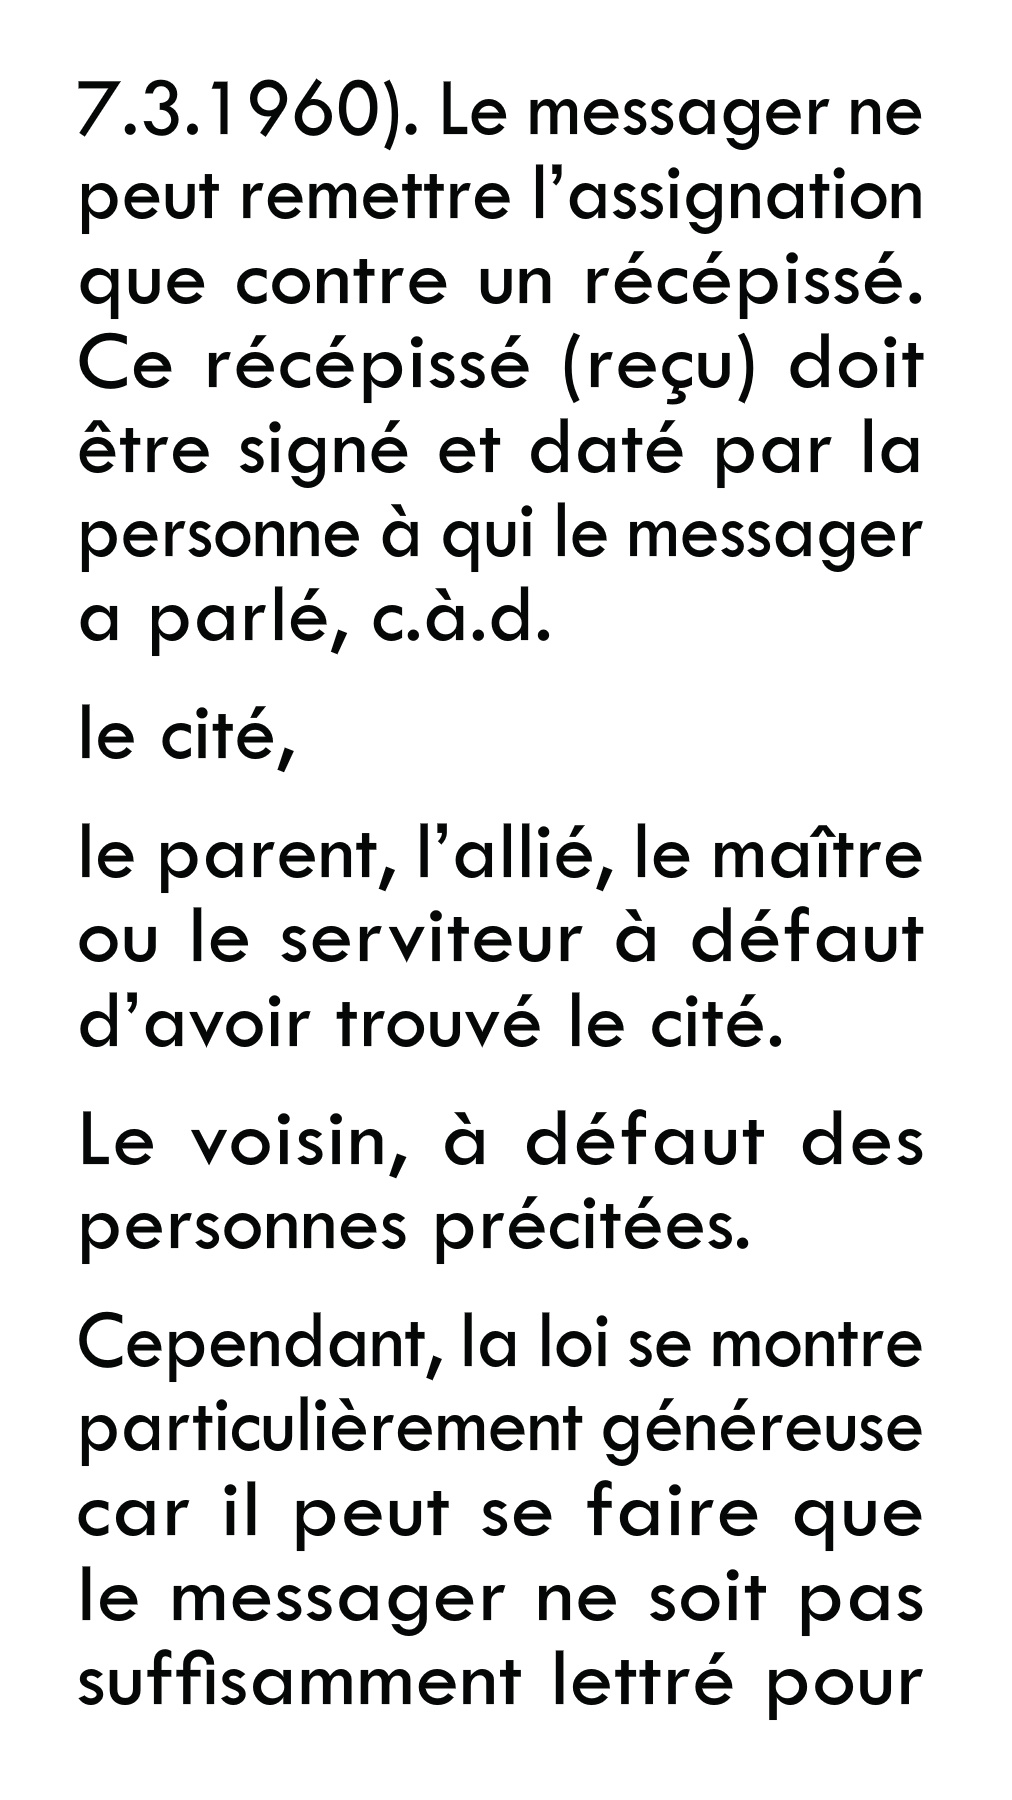 7.3.1960). Le messager ne
peut remettre l’assignation
que contre un récépissé.
Ce récépissé (reçu) doit
être signé et daté par la
personne à qui le messager
a parlé, c.à.d.
le cité,
le parent, l’allié, le maître
ou le serviteur à défaut
d’avoir trouvé le cité.
Le voisin, à défaut des
personnes précitées.
Cependant, la loi se montre
particulièrement généreuse
car il peut se faire que
le messager ne soit pas
suffisamment lettré pour